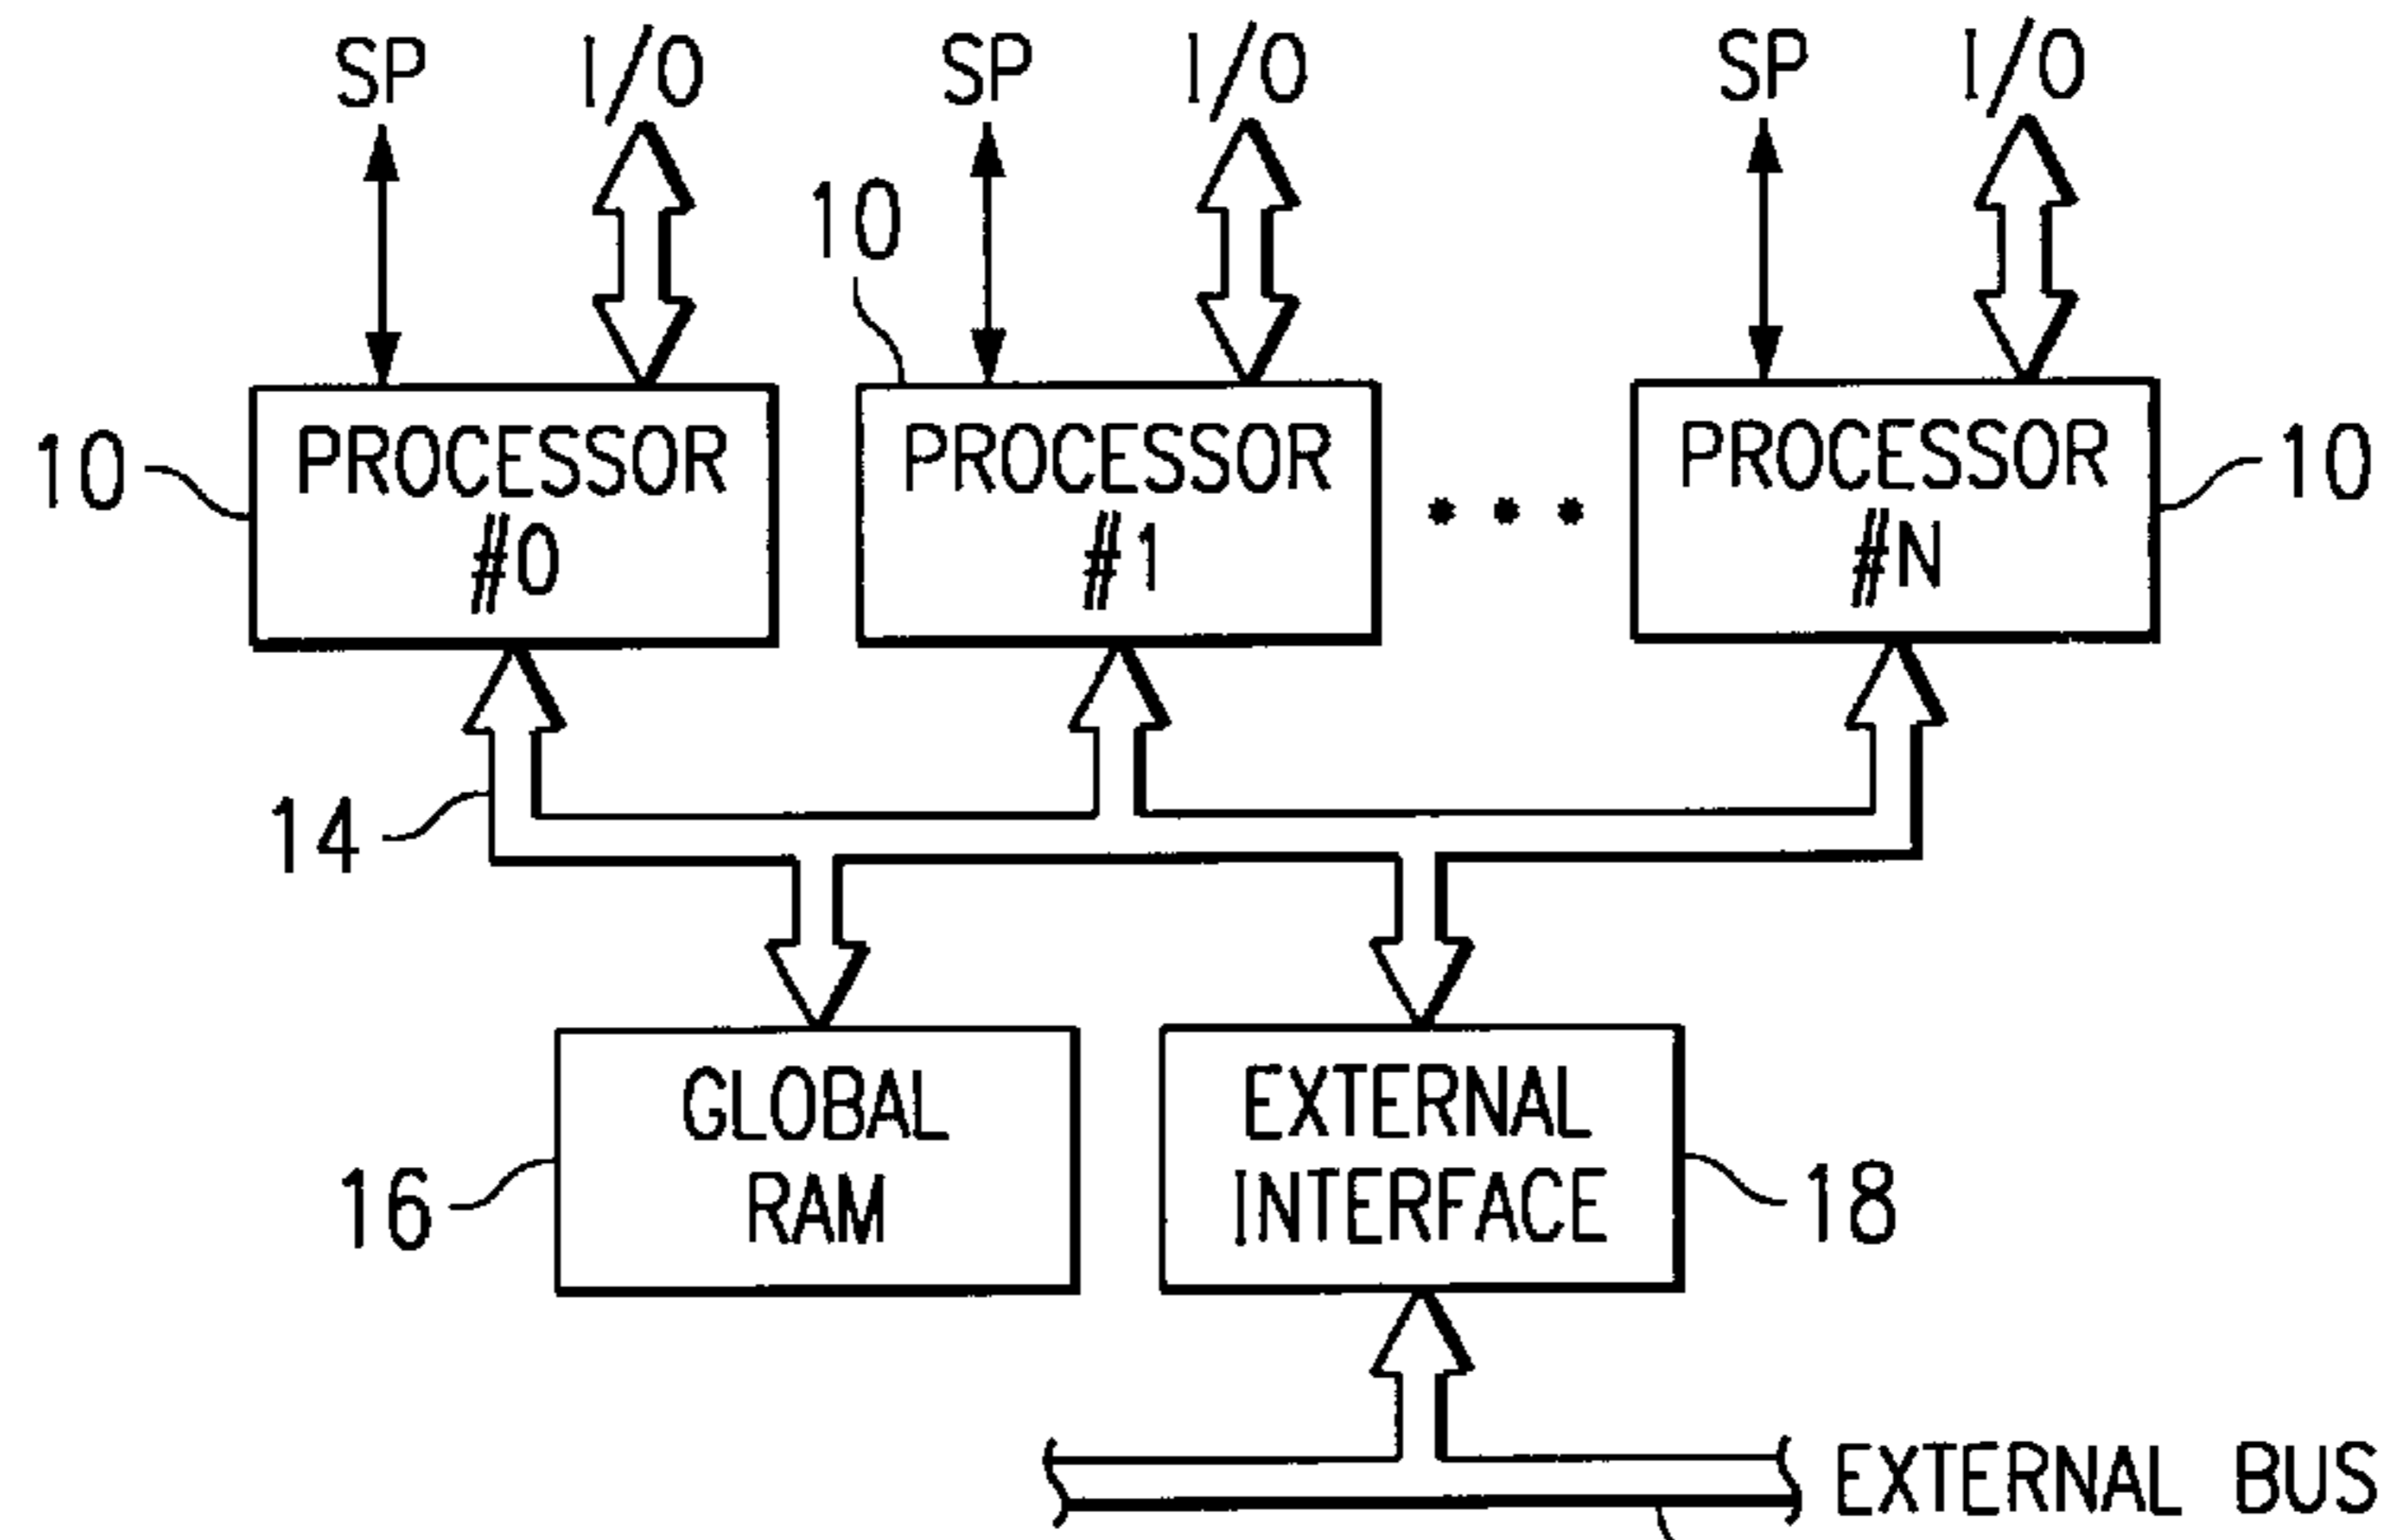 SP I/O SP I/O SP I/O
10
10 PROCESSOR #0
PROCESSOR #1
PROCESSOR #N 10
14
GLOBAL RAM
16
EXTERNAL INTERFACE
18
EXTERNAL BUS